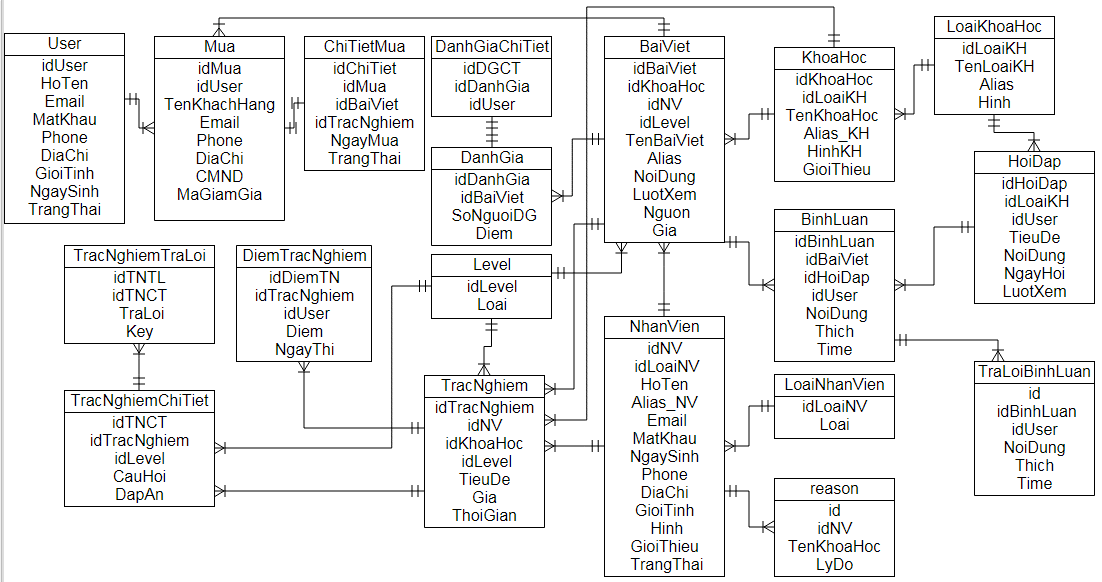 User
idUser
HoTen
Email
MatKhau
Phone
DiaChi
GioiTinh
NgaySinh
TrangThai
Mua
idMua
idUser
TenKhachHang
Email
Phone
DiaChi
CMND
MaGiamGia
ChiTietMua
idChiTiet
idMua
idBaiViet
idTracNghiem
NgayMua
TrangThai
DanhGiaChiTiet
idDGCT
idDanhGia
idUser
DanhGia
idDanhGia
idBaiViet
SoNguoiDG
Diem
BaiViet
idBaiViet
idKhoaHoc
idNV
idLevel
TenBaiViet
Alias
NoiDung
LuotXem
Nguon
Gia
KhoaHoc
idKhoaHoc
idLoaiKH
TenKhoaHoc
Alias_KH
HinhKH
GioiThieu
LoaiKhoaHoc
idLoaiKH
TenLoaiKH
Alias
Hinh
HoiDap
idHoiDap
idLoaiKH
idUser
TieuDe
NoiDung
NgayHoi
LuotXem
BinhLuan
idBinhLuan
idBaiViet
idHoiDap
idUser
NoiDung
Thich
Time
TracNghiemTraLoi
idTNTL
idTNCT
TraLoi
Key
DiemTracNghiem
idDiemTN
idTracNghiem
idUser
Diem
NgayThi
Level
idLevel
Loai
TracNghiemChiTiet
idTNCT
idTracNghiem
idLevel
CauHoi
DapAn
TracNghiem
idTracNghiem
idNV
idKhoaHoc
idLevel
TieuDe
Gia
ThoiGian
NhanVien
idNV
idLoaiNV
HoTen
Alias_NV
Email
MatKhau
NgaySinh
Phone
DiaChi
GioiTinh
Hinh
GioiThieu
TrangThai
LoaiNhanVien
idLoaiNV
Loai
reason
id
idNV
TenKhoaHoc
LyDo
TraLoiBinhLuan
id
idBinhLuan
idUser
NoiDung
Thich
Time